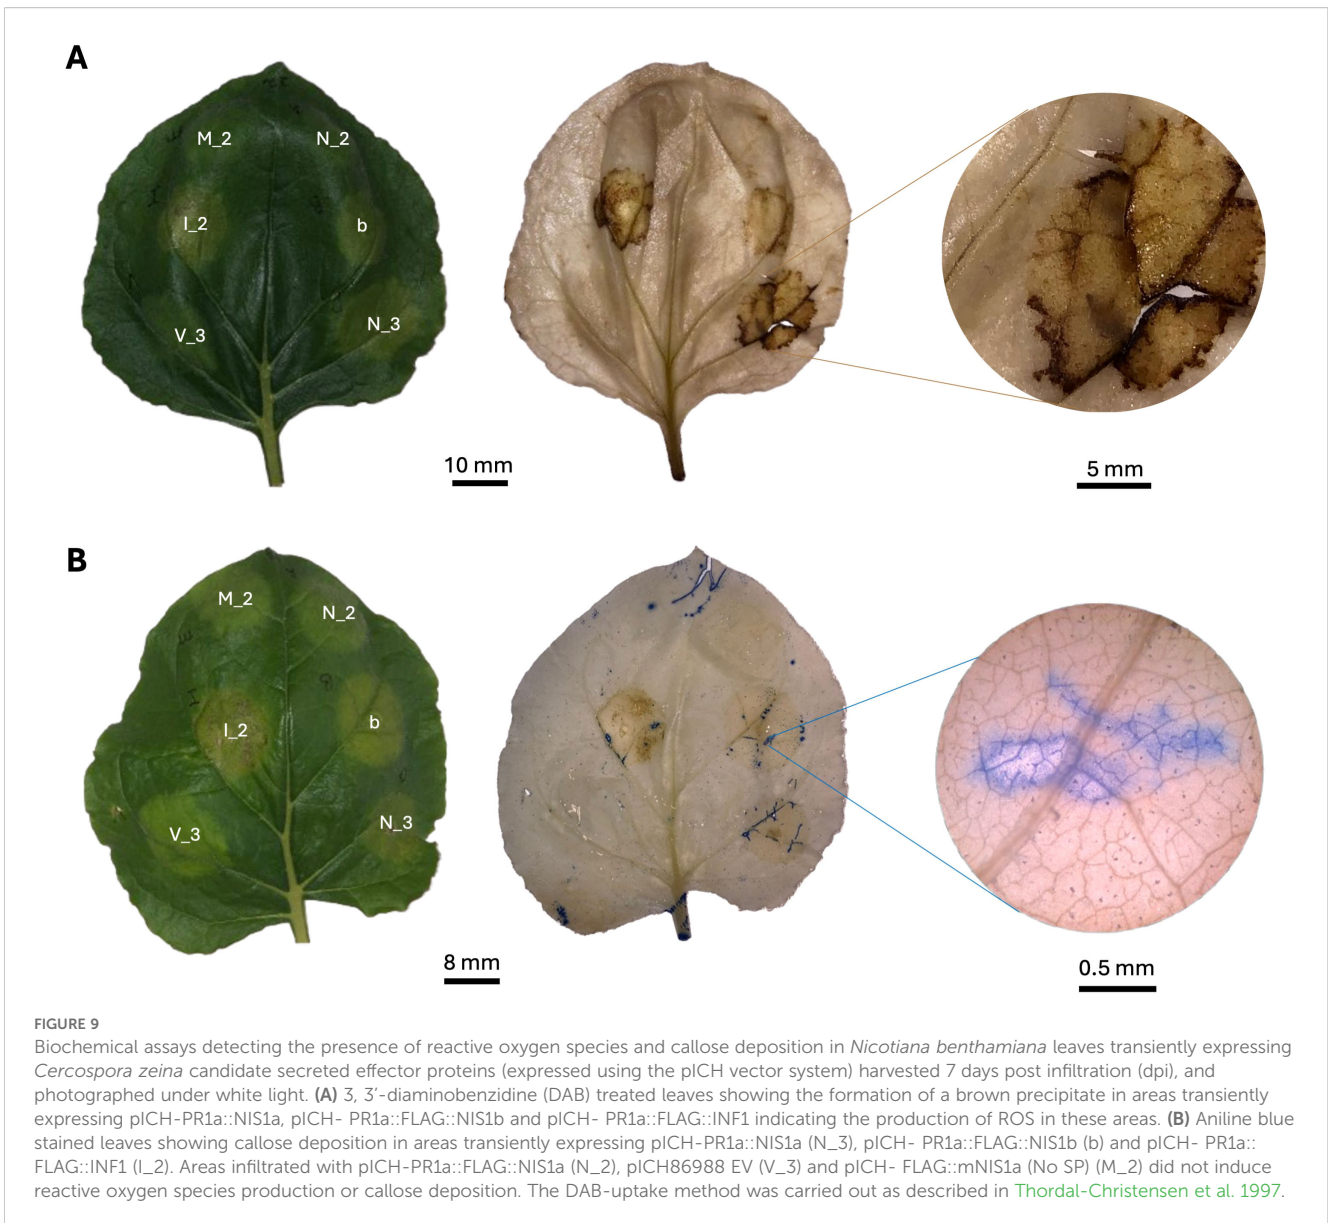 A
M_2
N_2
I_2
b
V_3
N_3
10 mm
5 mm
B
M_2
N_2
I_2
b
V_3
N_3
8 mm
0.5 mm
FIGURE 9
Biochemical assays detecting the presence of reactive oxygen species and callose deposition in Nicotiana benthamiana leaves transiently expressing
Cercospora zeina candidate secreted effector proteins (expressed using the pICH vector system) harvested 7 days post infiltration (dpi), and
photographed under white light. (A) 3, 3’-diaminobenzidine (DAB) treated leaves showing the formation of a brown precipitate in areas transiently
expressing pICH-PR1a::NIS1a, pICH- PR1a::FLAG::NIS1b and pICH- PR1a::FLAG::INF1 indicating the production of ROS in these areas. (B) Aniline blue
stained leaves showing callose deposition in areas transiently expressing pICH-PR1a::NIS1a (N_3), pICH- PR1a::FLAG::NIS1b (b) and pICH- PR1a::
FLAG::INF1 (I_2). Areas infiltrated with pICH-PR1a::FLAG::NIS1a (N_2), pICH86988 EV (V_3) and pICH- FLAG::mNIS1a (No SP) (M_2) did not induce
reactive oxygen species production or callose deposition. The DAB-uptake method was carried out as described in Thordal-Christensen et al. 1997.